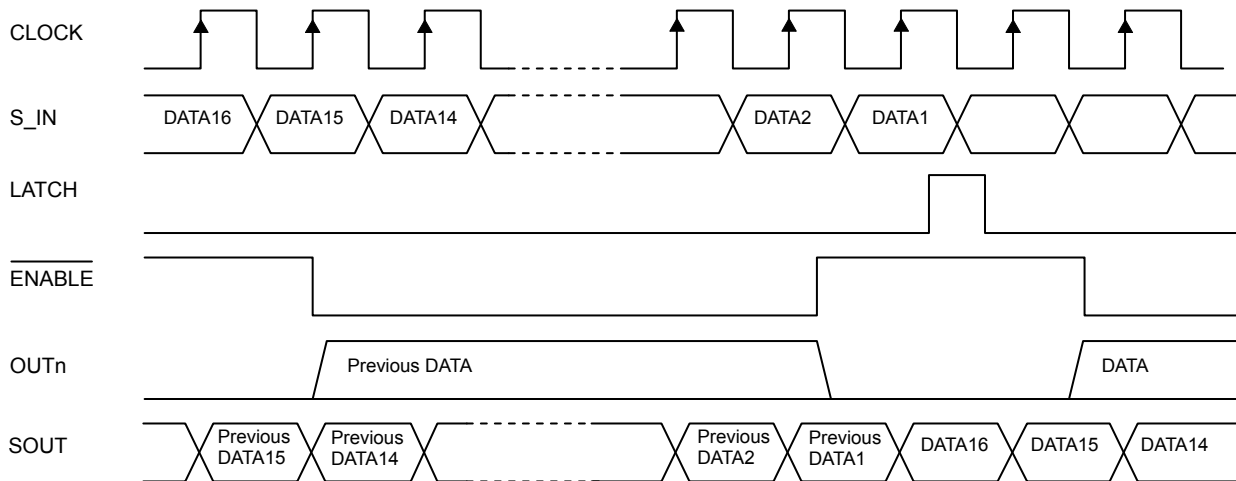 CLOCK
S_IN
DATA16
DATA15
DATA14
DATA2
DATA1
LATCH
ENABLE
OUTn
Previous DATA
DATA
SOUT
Previous
DATA15
Previous
DATA14
Previous
DATA2
Previous
DATA1
DATA16
DATA15
DATA14